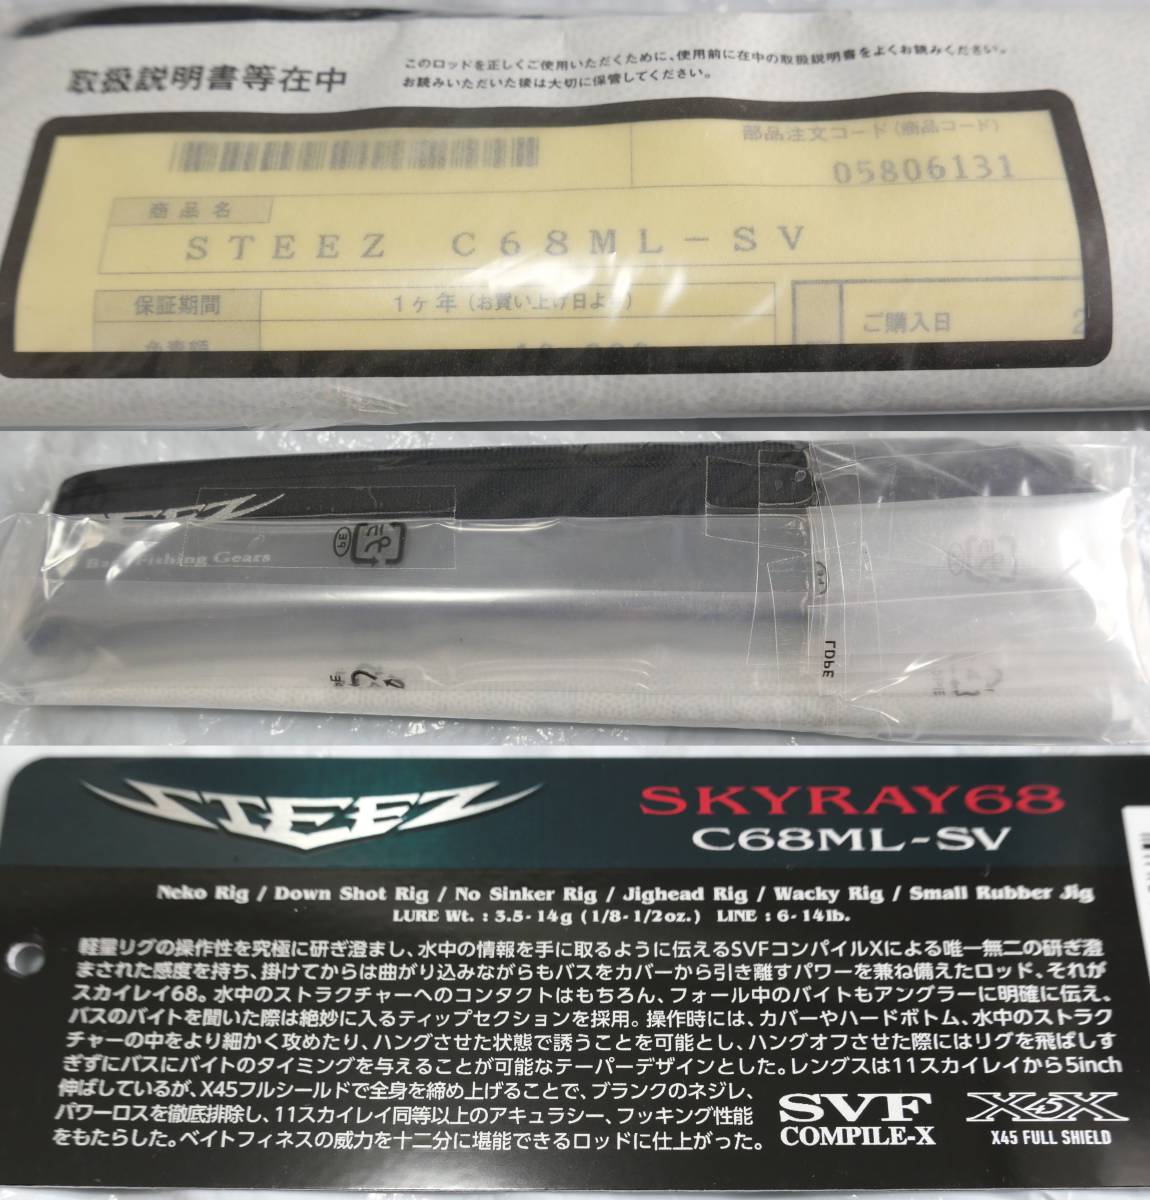 取扱説明書等在中
このロッドを正しくご使用いただくために、使用前に在中の取扱説明書をよくお読みください。
お読みいただいた後は大切に保管してください。
部品注文コード(商品コード)
05806131
商品名
STEEZ C68ML-SV
保証期間
1ヶ年(お買い上げ日より)
ご購入日
2
免責額
STEEZ
Bass Fishing Gears
PE
LDPE
STEEZ
SKYRAY68
C68ML-SV
Neko Rig / Down Shot Rig / No Sinker Rig / Jighead Rig / Wacky Rig / Small Rubber Jig
LURE Wt. : 3.5-14g (1/8-1/2oz.) LINE : 6-14lb.
軽量リグの操作性を究極に研ぎ澄まし、水中の情報を手に取るように伝えるSVFコンパイルXによる唯一無二の研ぎ澄
まされた感度を持ち、掛けてからは曲がり込みながらもバスをカバーから引き離すパワーを兼ね備えたロッド、それが
スカイレイ68。水中のストラクチャーへのコンタクトはもちろん、フォール中のバイトもアングラーに明確に伝え、
バスのバイトを聞いた際は絶妙に入るティップセクションを採用。操作時には、カバーやハードボトム、水中のストラク
チャーの中をより細かく攻めたり、ハングさせた状態で誘うことを可能とし、ハングオフさせた際にはリグを飛ばしす
ぎずにバスにバイトのタイミングを与えることが可能なテーパーデザインとした。レングスは11スカイレイから5inch
伸ばしているが、X45フルシールドで全身を締め上げることで、ブランクのネジレ、
パワーロスを徹底排除し、11スカイレイ同等以上のアキュラシー、フッキング性能
をもたらした。ベイトフィネスの威力を十二分に堪能できるロッドに仕上がった。
SVF
COMPILE-X
X45X
X45 FULL SHIELD